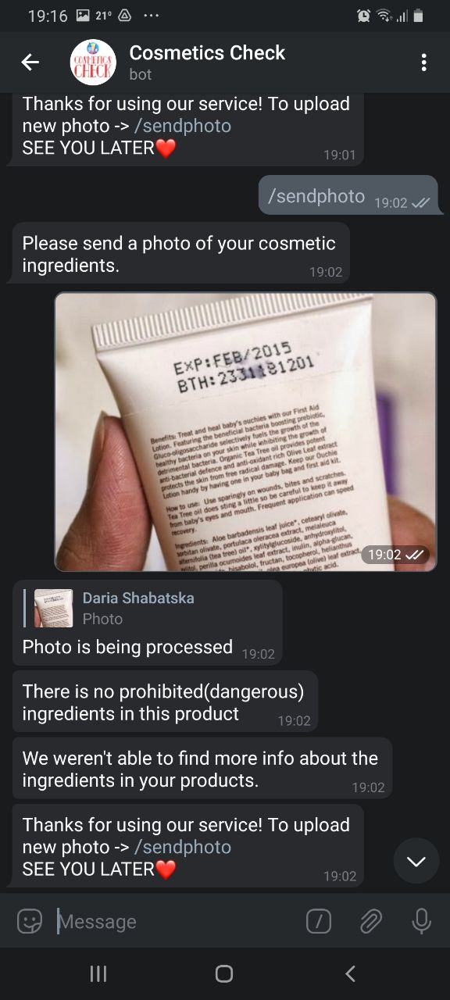 19:16 21° ...
COSMETICS CHECK
Cosmetics Check
bot
Thanks for using our service! To upload
new photo -> /sendphoto
SEE YOU LATER❤️
19:01
/sendphoto 19:02
Please send a photo of your cosmetic
ingredients.
19:02
EXP:FEB/2015
BTH:2331181201
Benefits: Treat and heal baby's ouchies with our First Aid
Lotion. Featuring the beneficial bacteria boosting prebiotic,
Gluco-oligosaccharide selectively fuels the growth of the
healthy bacteria on your skin while inhibiting the growth of
detrimental bacteria. Organic Tea Tree oil provides potent
anti-bacterial defence and anti-oxidant rich Olive Leaf extract
protects the skin from free radical damage. Keep our Ouchie
Lotion handy by having one in your baby bag and first aid kit.
How to use: Use sparingly on wounds, bites and scratches.
Tea Tree oil does sting a little so be careful to keep it away
from baby's eyes and mouth. Frequent application can speed
recovery.
Ingredients: Aloe barbadensis leaf juice*, cetearyl olivate,
sorbitan olivate, portulaca oleracea extract, melaleuca
alternifolia (tea tree) oil*, xylitylglucoside, anhydroxylitol,
xylitol, perilla ocumoides leaf extract, inulin, alpha-glucan,
bisabolol, fructan, tocopherol, helianthus
olea europea (olive) leaf extract,
phytic acid.
19:02
Daria Shabatska
Photo
Photo is being processed 19:02
There is no prohibited(dangerous)
ingredients in this product 19:02
We weren't able to find more info about the
ingredients in your products. 19:02
Thanks for using our service! To upload
new photo -> /sendphoto
SEE YOU LATER❤️
19:02
Message